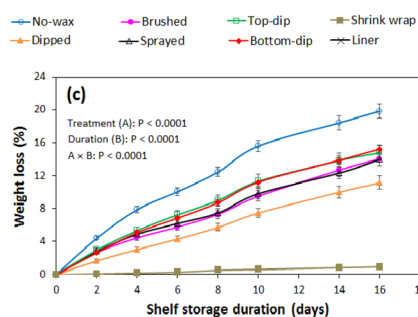 No-wax Brushed Top-dip Shrink wrap
Dipped Sprayed Bottom-dip Liner
24
20
16
12
8
4
0
Weight loss (%)
(c)
Treatment (A): P < 0.0001
Duration (B): P < 0.0001
A × B: P < 0.0001
0 2 4 6 8 10 12 14 16
Shelf storage duration (days)